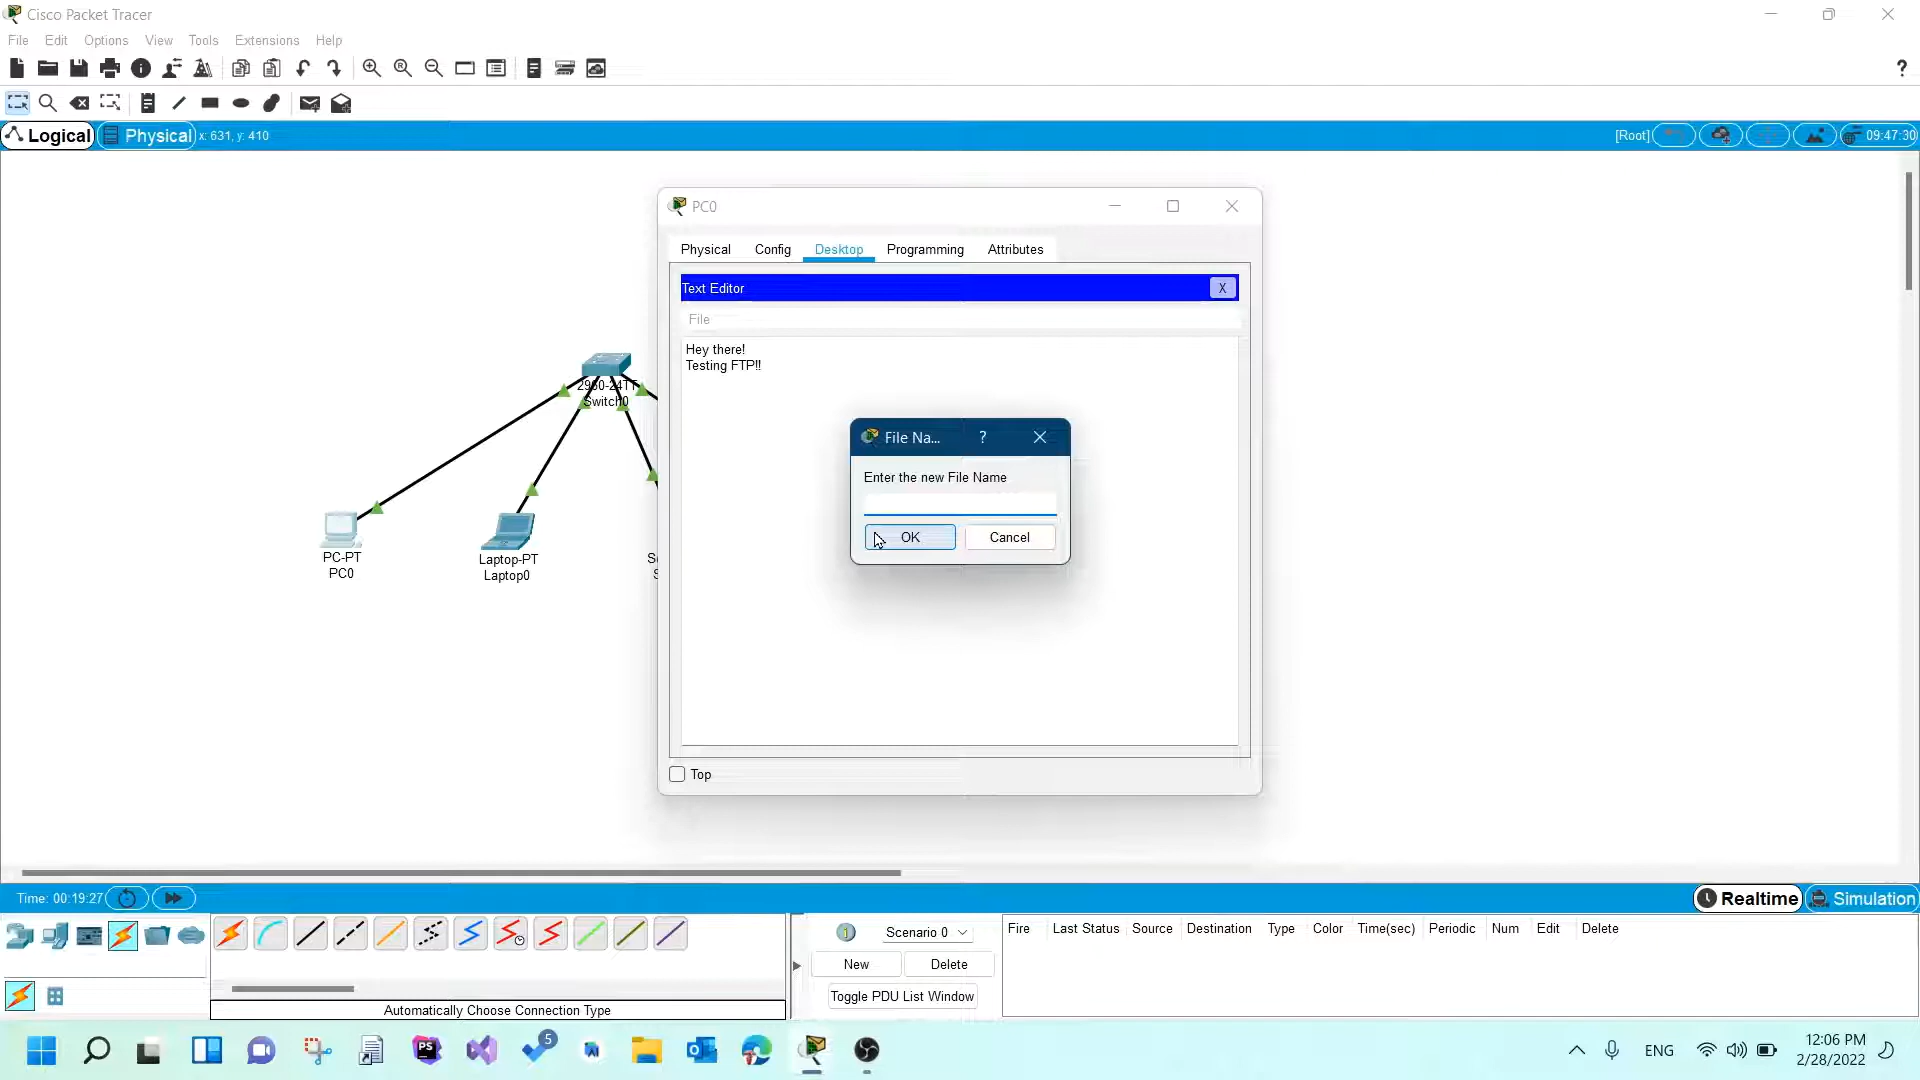 Cisco Packet Tracer
File Edit Options View Tools Extensions Help
?
Logical Physical x: 631, y: 410 [Root] 09:47:30
PC0
Physical Config Desktop Programming Attributes
Text Editor X
File
Hey there!
Testing FTP!!
2960-24TT
Switch0
File Na... ?
Enter the new File Name
OK Cancel
PC-PT
PC0
Laptop-PT
Laptop0
Top
Time: 00:19:27 Realtime Simulation
Scenario 0
New Delete
Toggle PDU List Window
Fire Last Status Source Destination Type Color Time(sec) Periodic Num Edit Delete
Automatically Choose Connection Type
5
ENG
12:06 PM
2/28/2022